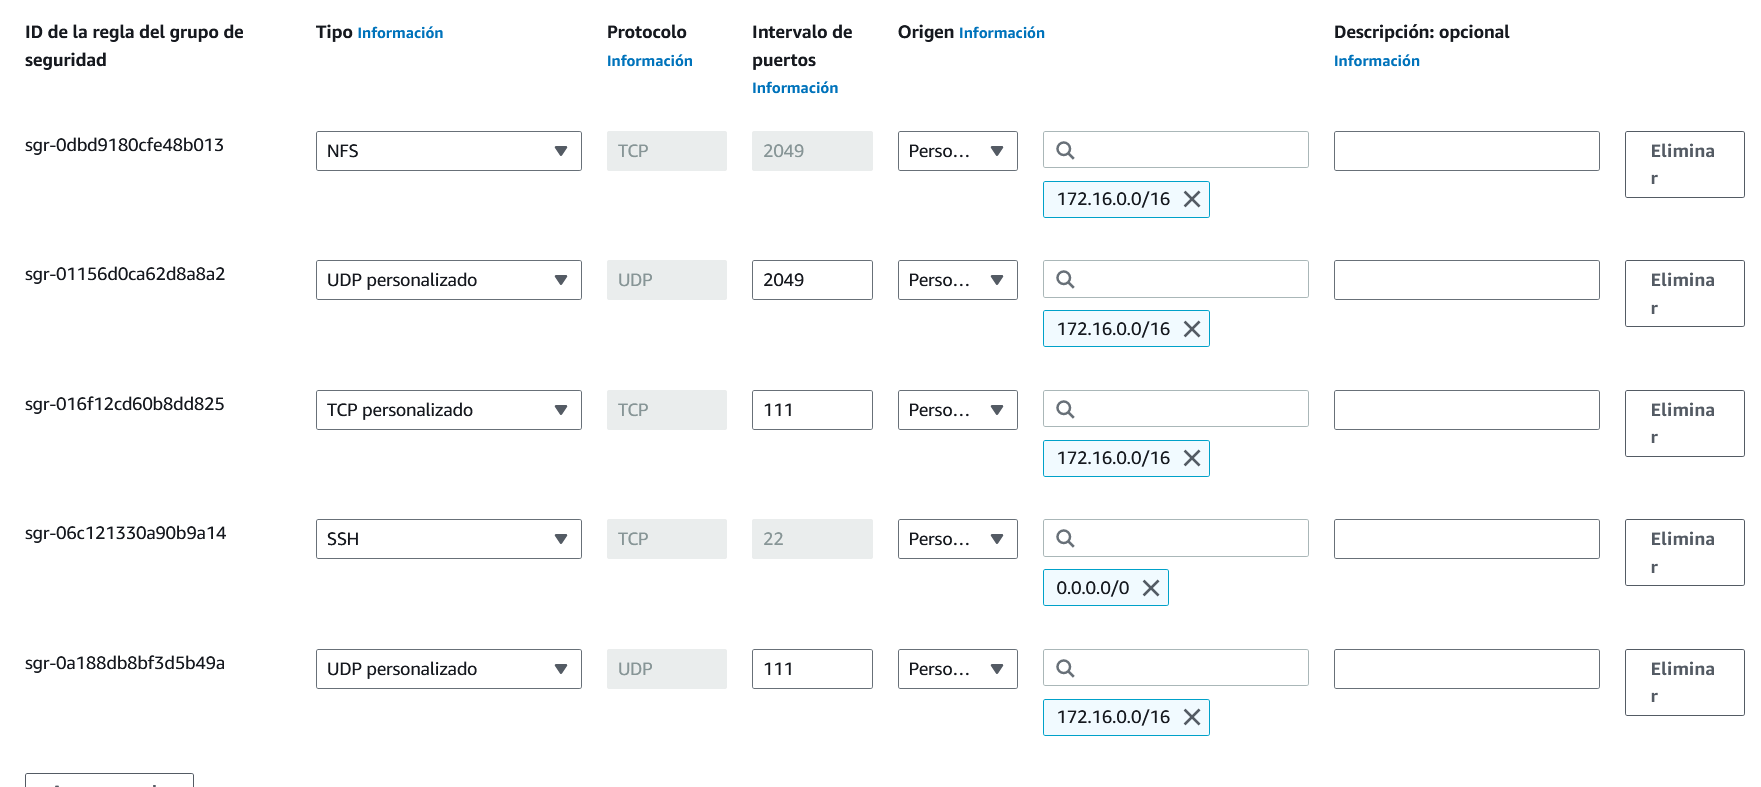 ID de la regla del grupo de seguridad
Tipo Información
Protocolo Información
Intervalo de puertos Información
Origen Información
Descripción: opcional Información
sgr-0dbd9180cfe48b013
NFS
TCP
2049
Perso...
172.16.0.0/16
Eliminar
sgr-01156d0ca62d8a8a2
UDP personalizado
UDP
2049
Perso...
172.16.0.0/16
Eliminar
sgr-016f12cd60b8dd825
TCP personalizado
TCP
111
Perso...
172.16.0.0/16
Eliminar
sgr-06c121330a90b9a14
SSH
TCP
22
Perso...
0.0.0.0/0
Eliminar
sgr-0a188db8bf3d5b49a
UDP personalizado
UDP
111
Perso...
172.16.0.0/16
Eliminar